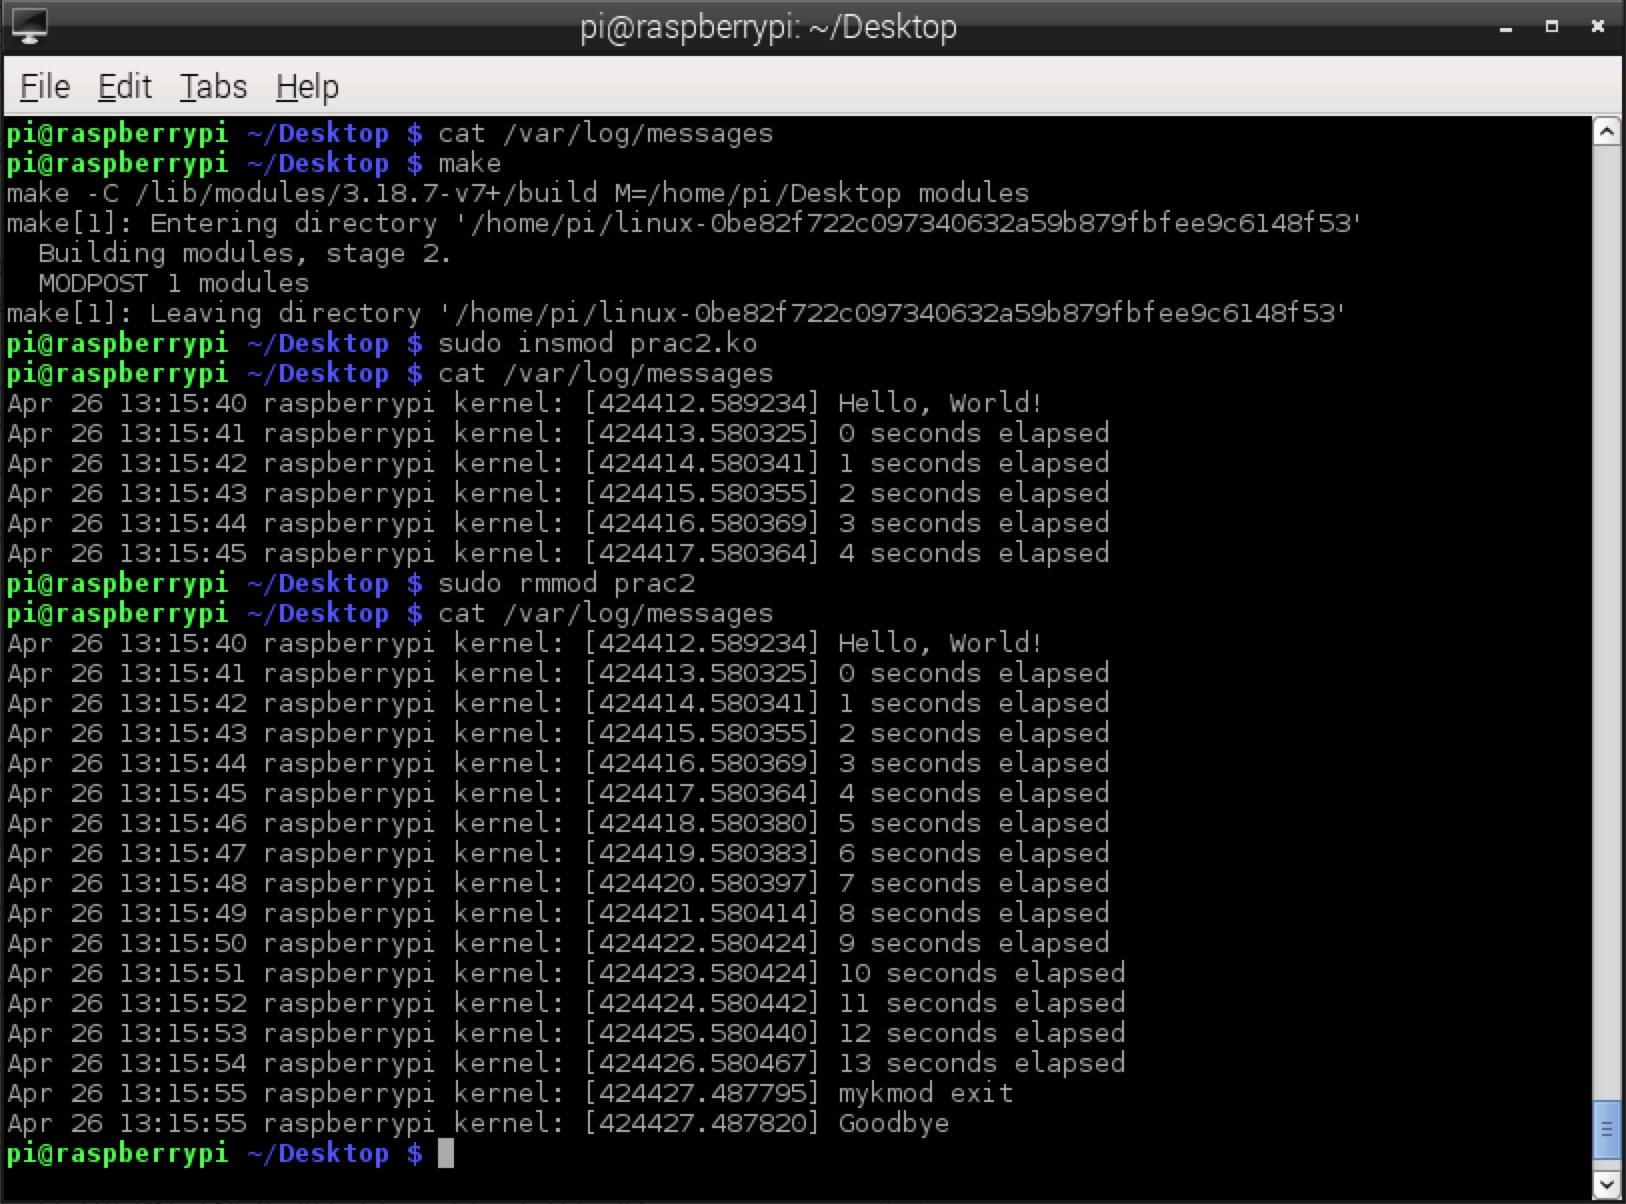 pi@raspberrypi: ~/Desktop
File Edit Tabs Help
pi@raspberrypi ~/Desktop $ cat /var/log/messages
pi@raspberrypi ~/Desktop $ make
make -C /lib/modules/3.18.7-v7+/build M=/home/pi/Desktop modules
make[1]: Entering directory '/home/pi/linux-0be82f722c097340632a59b879fbfee9c6148f53'
  Building modules, stage 2.
  MODPOST 1 modules
make[1]: Leaving directory '/home/pi/linux-0be82f722c097340632a59b879fbfee9c6148f53'
pi@raspberrypi ~/Desktop $ sudo insmod prac2.ko
pi@raspberrypi ~/Desktop $ cat /var/log/messages
Apr 26 13:15:40 raspberrypi kernel: [424412.589234] Hello, World!
Apr 26 13:15:41 raspberrypi kernel: [424413.580325] 0 seconds elapsed
Apr 26 13:15:42 raspberrypi kernel: [424414.580341] 1 seconds elapsed
Apr 26 13:15:43 raspberrypi kernel: [424415.580355] 2 seconds elapsed
Apr 26 13:15:44 raspberrypi kernel: [424416.580369] 3 seconds elapsed
Apr 26 13:15:45 raspberrypi kernel: [424417.580364] 4 seconds elapsed
pi@raspberrypi ~/Desktop $ sudo rmmod prac2
pi@raspberrypi ~/Desktop $ cat /var/log/messages
Apr 26 13:15:40 raspberrypi kernel: [424412.589234] Hello, World!
Apr 26 13:15:41 raspberrypi kernel: [424413.580325] 0 seconds elapsed
Apr 26 13:15:42 raspberrypi kernel: [424414.580341] 1 seconds elapsed
Apr 26 13:15:43 raspberrypi kernel: [424415.580355] 2 seconds elapsed
Apr 26 13:15:44 raspberrypi kernel: [424416.580369] 3 seconds elapsed
Apr 26 13:15:45 raspberrypi kernel: [424417.580364] 4 seconds elapsed
Apr 26 13:15:46 raspberrypi kernel: [424418.580380] 5 seconds elapsed
Apr 26 13:15:47 raspberrypi kernel: [424419.580383] 6 seconds elapsed
Apr 26 13:15:48 raspberrypi kernel: [424420.580397] 7 seconds elapsed
Apr 26 13:15:49 raspberrypi kernel: [424421.580414] 8 seconds elapsed
Apr 26 13:15:50 raspberrypi kernel: [424422.580424] 9 seconds elapsed
Apr 26 13:15:51 raspberrypi kernel: [424423.580424] 10 seconds elapsed
Apr 26 13:15:52 raspberrypi kernel: [424424.580442] 11 seconds elapsed
Apr 26 13:15:53 raspberrypi kernel: [424425.580440] 12 seconds elapsed
Apr 26 13:15:54 raspberrypi kernel: [424426.580467] 13 seconds elapsed
Apr 26 13:15:55 raspberrypi kernel: [424427.487795] mykmod exit
Apr 26 13:15:55 raspberrypi kernel: [424427.487820] Goodbye
pi@raspberrypi ~/Desktop $